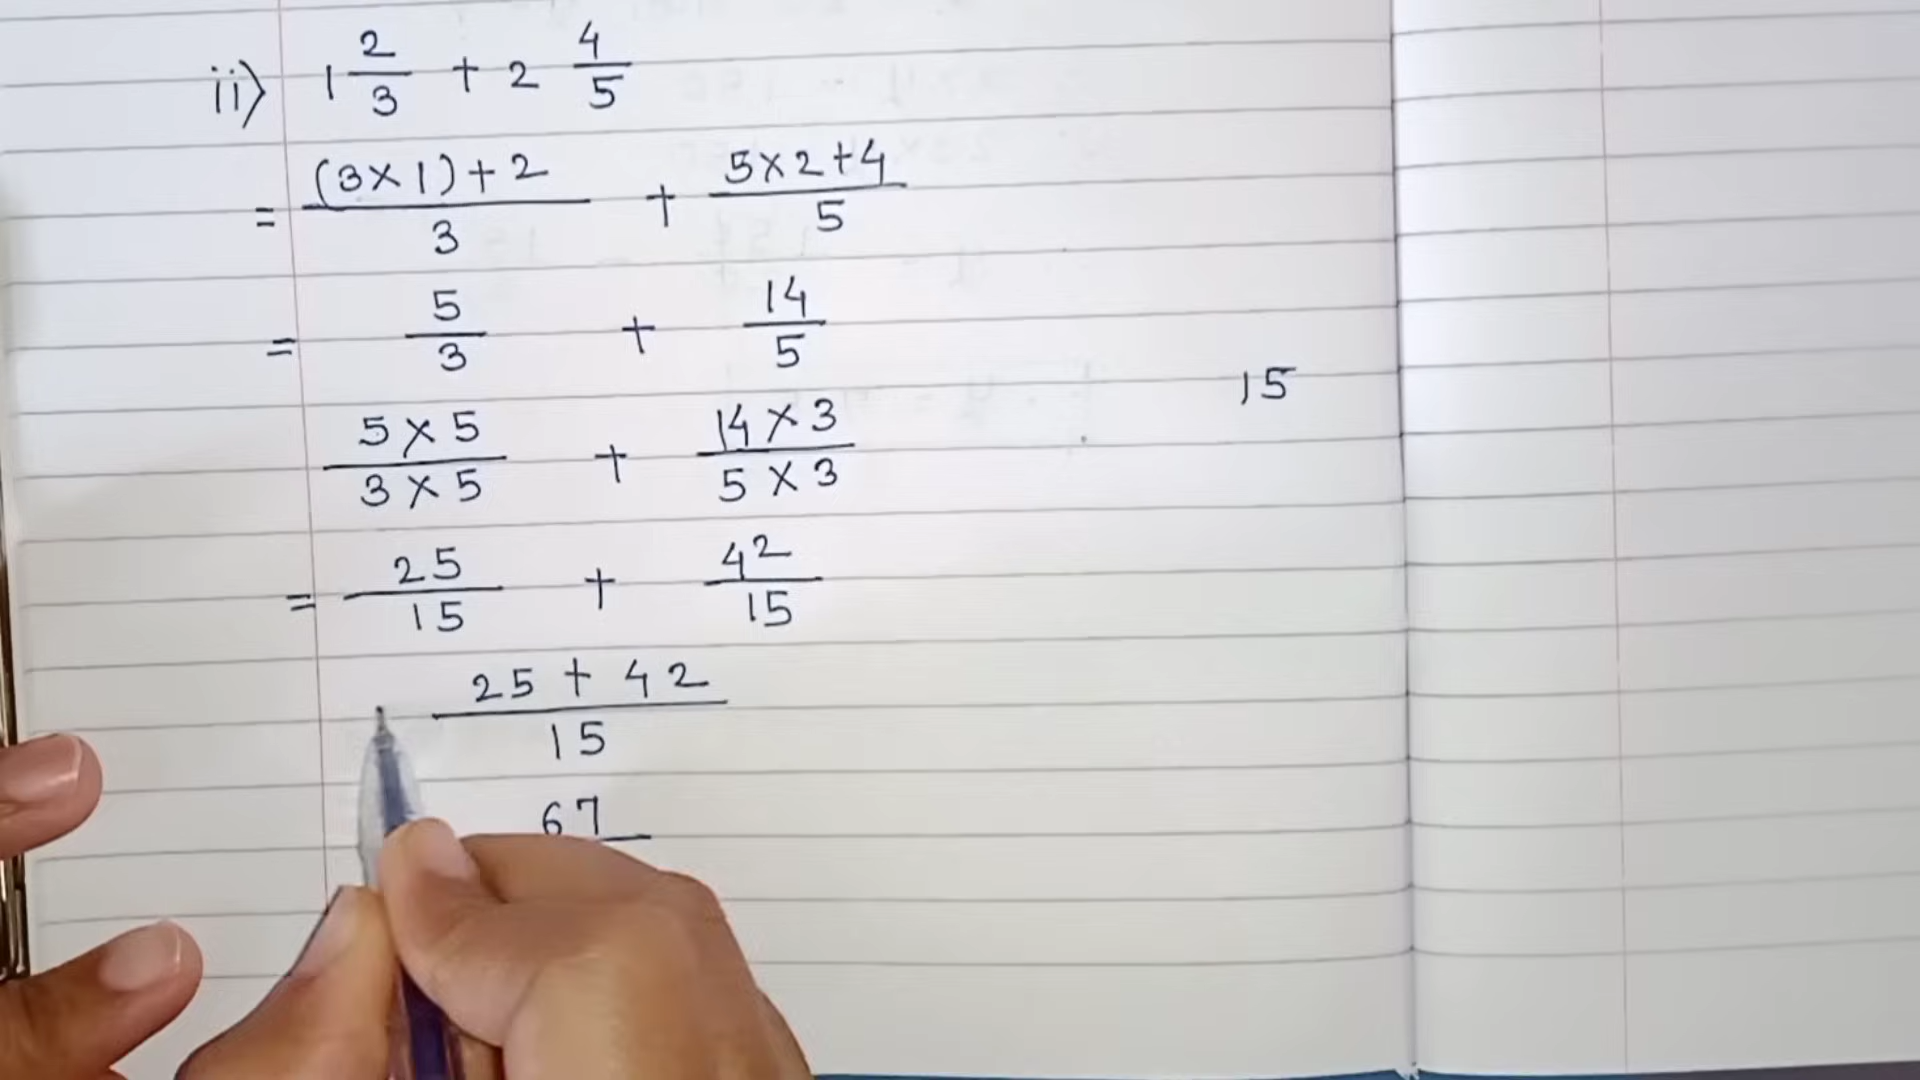 ii) 1 2/3 + 2 4/5
= (3×1)+2/3 + 5×2+4/5
= 5/3 + 14/5
15
5×5/3×5 + 14×3/5×3
= 25/15 + 42/15
25+42/15
67